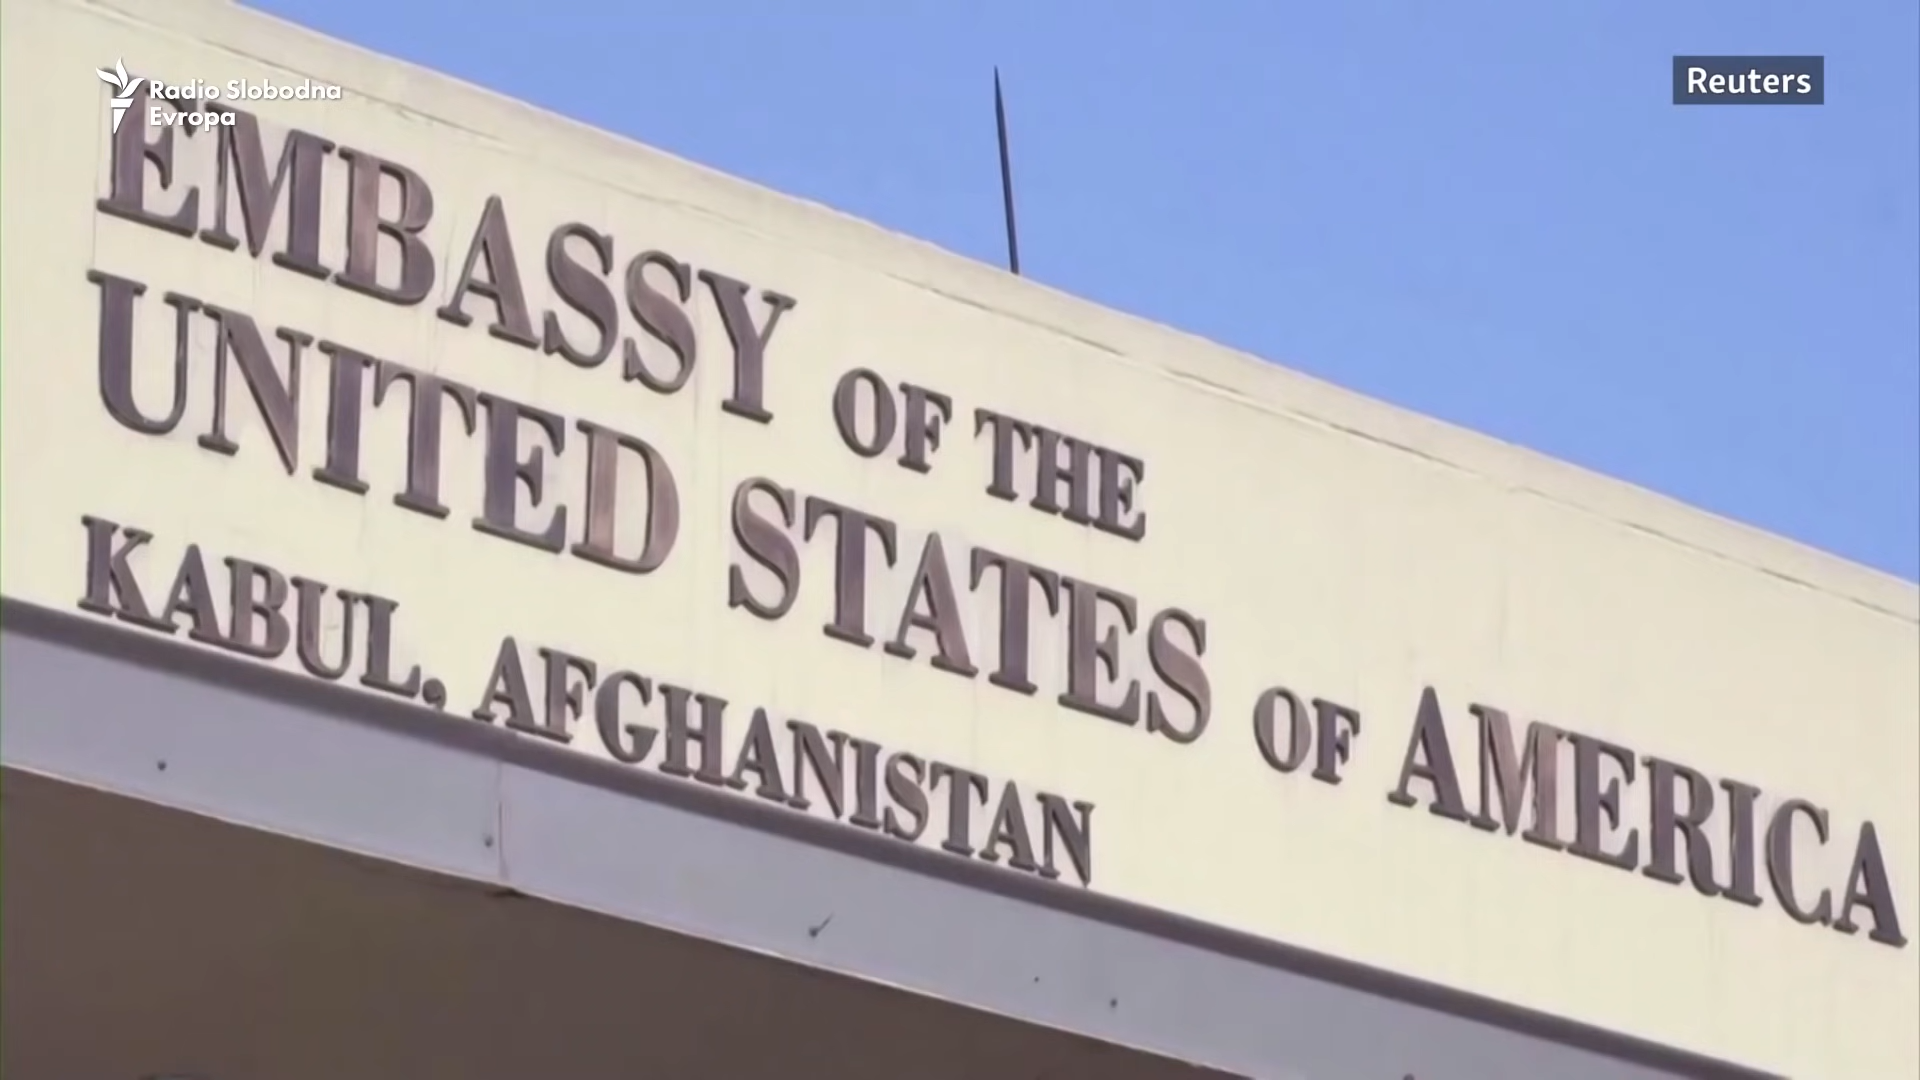 Radio Slobodna
Evropa
Reuters
EMBASSY OF THE
UNITED STATES OF AMERICA
KABUL, AFGHANISTAN